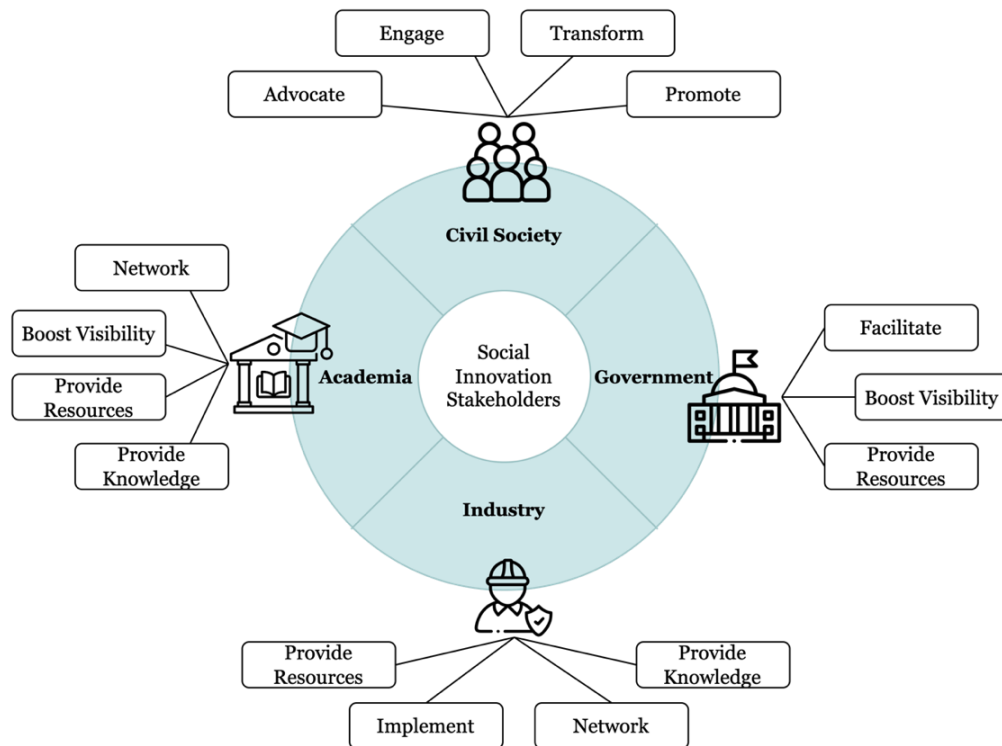 Engage
Transform
Advocate
Promote
Civil Society
Network
Boost Visibility
Provide
Resources
Provide
Knowledge
Academia
Social
Innovation
Stakeholders
Government
Facilitate
Boost Visibility
Provide
Resources
Industry
Provide
Resources
Provide
Knowledge
Implement
Network